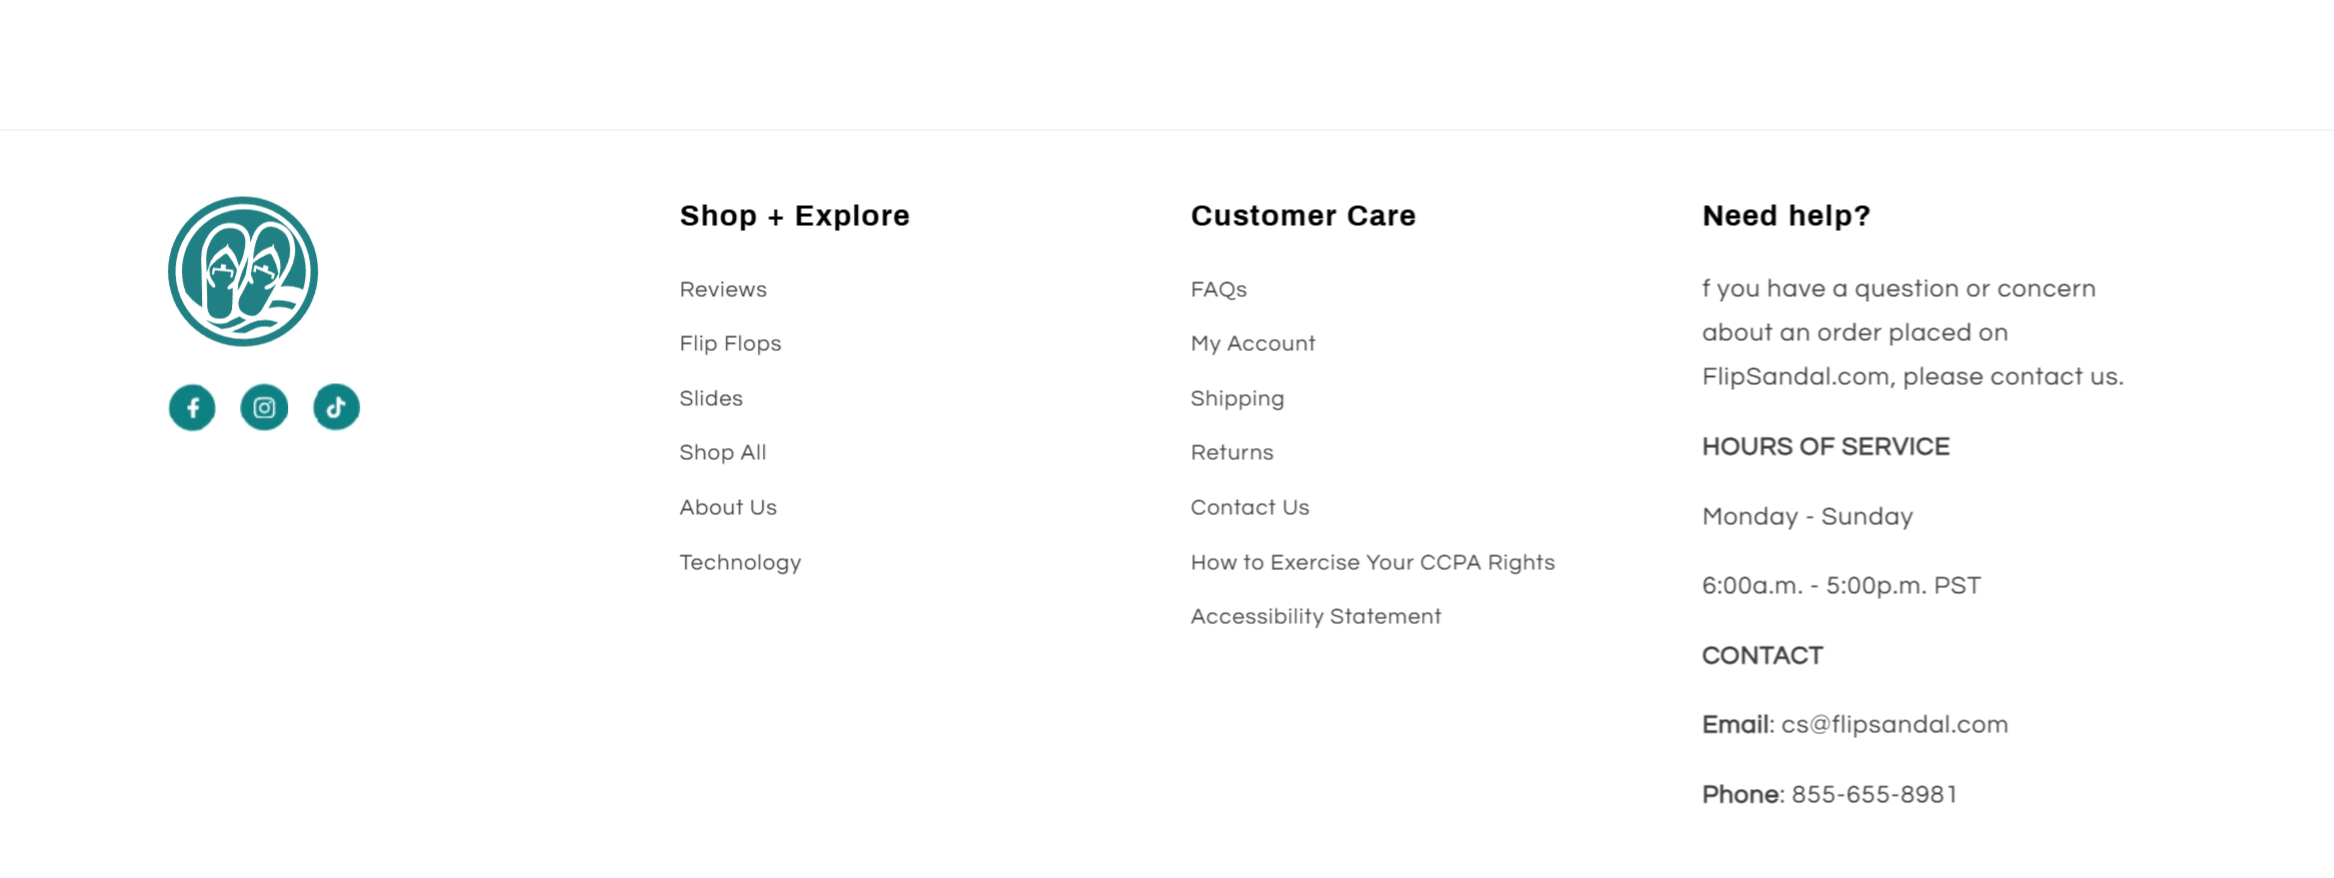 Shop + Explore
Reviews
Flip Flops
Slides
Shop All
About Us
Technology
Customer Care
FAQs
My Account
Shipping
Returns
Contact Us
How to Exercise Your CCPA Rights
Accessibility Statement
Need help?
f you have a question or concern
about an order placed on
FlipSandal.com, please contact us.
HOURS OF SERVICE
Monday - Sunday
6:00a.m. - 5:00p.m. PST
CONTACT
Email: cs@flipsandal.com
Phone: 855-655-8981